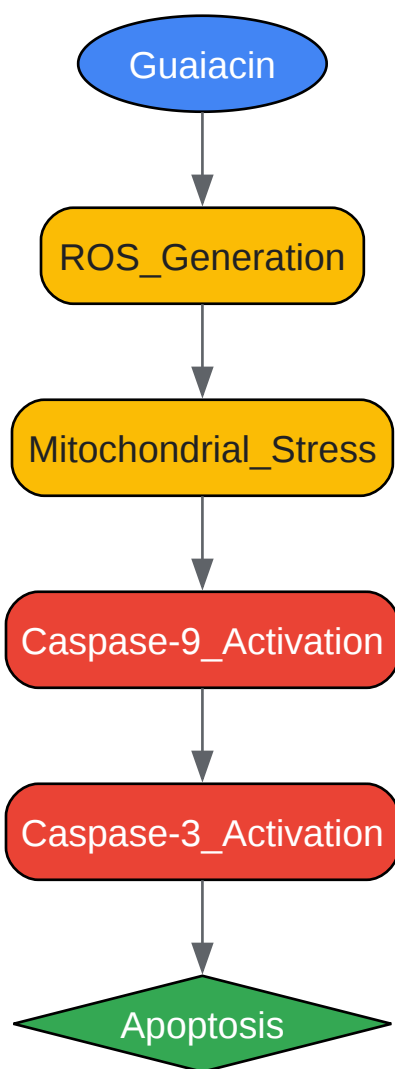 Guaiacin
ROS_Generation
Mitochondrial_Stress
Caspase-9_Activation
Caspase-3_Activation
Apoptosis